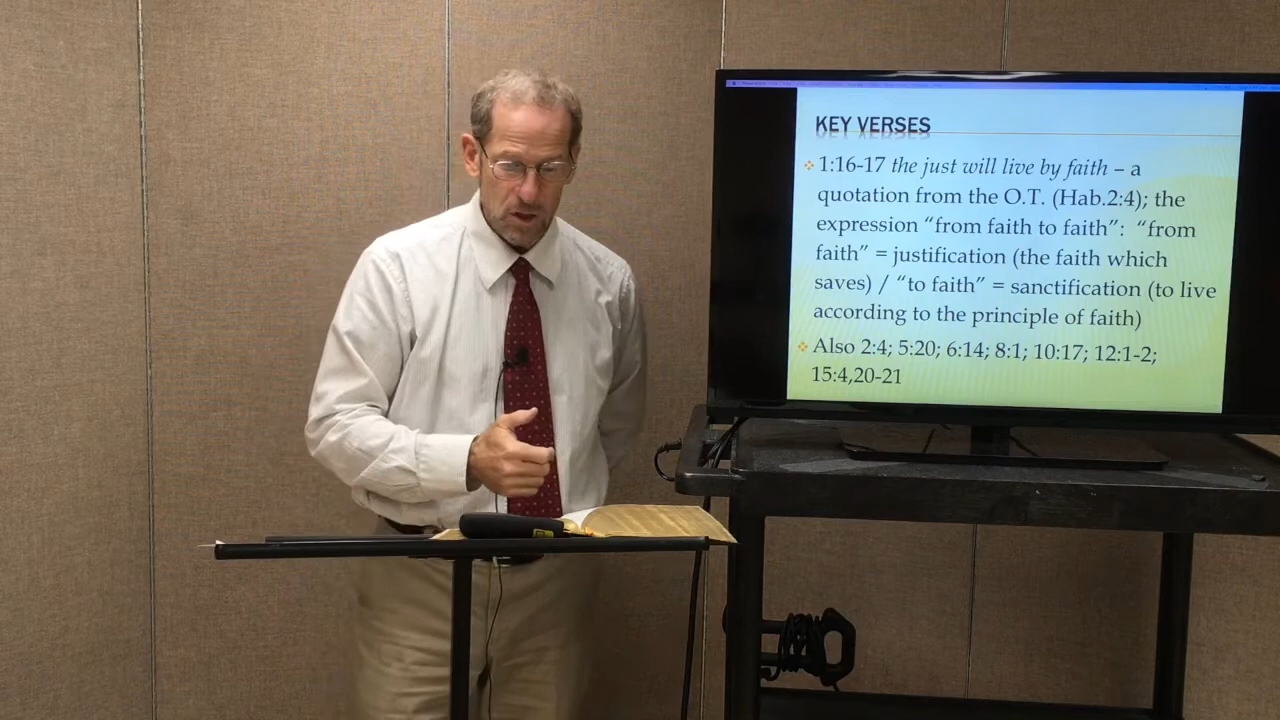 KEY VERSES
1:16-17 the just will live by faith – a
quotation from the O.T. (Hab.2:4); the
expression “from faith to faith”: “from
faith” = justification (the faith which
saves) / “to faith” = sanctification (to live
according to the principle of faith)
Also 2:4; 5:20; 6:14; 8:1; 10:17; 12:1-2;
15:4,20-21